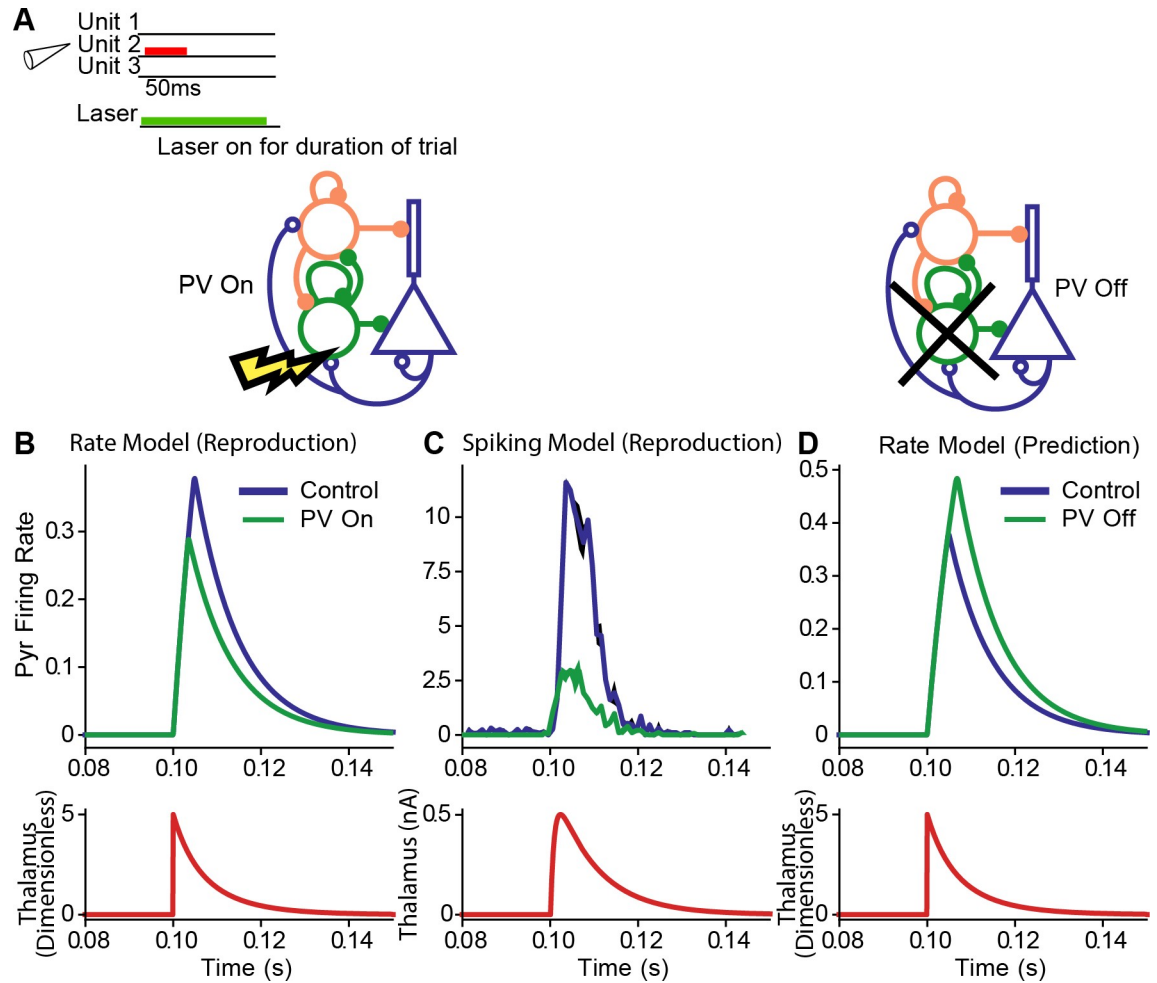 A
Unit 1
Unit 2
Unit 3
50ms
Laser
Laser on for duration of trial
PV On
PV Off
B Rate Model (Reproduction)
Pyr Firing Rate
0.3
0.2
0.1
0
Control
PV On
0.08 0.10 0.12 0.14
Thalamus
(Dimensionless)
5
0
0.08 0.10 0.12 0.14
Time (s)
C Spiking Model (Reproduction)
10
7.5
5
2.5
0
0.08 0.10 0.12 0.14
Thalamus (nA)
0.5
0
0.08 0.10 0.12 0.14
Time (s)
D Rate Model (Prediction)
0.5
0.4
0.3
0.2
0.1
0
Control
PV Off
0.08 0.10 0.12 0.14
Thalamus
(Dimensionless)
5
0
0.08 0.10 0.12 0.14
Time (s)